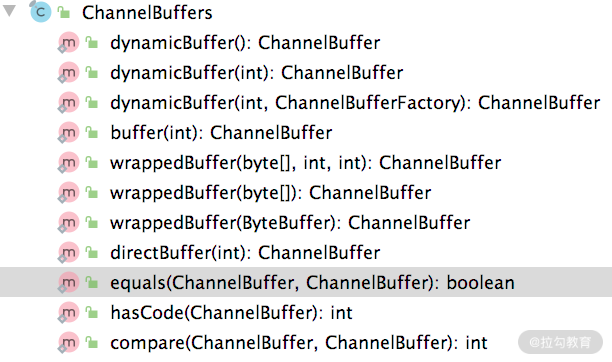 ChannelBuffers
dynamicBuffer(): ChannelBuffer
dynamicBuffer(int): ChannelBuffer
dynamicBuffer(int, ChannelBufferFactory): ChannelBuffer
buffer(int): ChannelBuffer
wrappedBuffer(byte[], int, int): ChannelBuffer
wrappedBuffer(byte[]): ChannelBuffer
wrappedBuffer(ByteBuffer): ChannelBuffer
directBuffer(int): ChannelBuffer
equals(ChannelBuffer, ChannelBuffer): boolean
hasCode(ChannelBuffer): int
compare(ChannelBuffer, ChannelBuffer): int
@拉勾教育